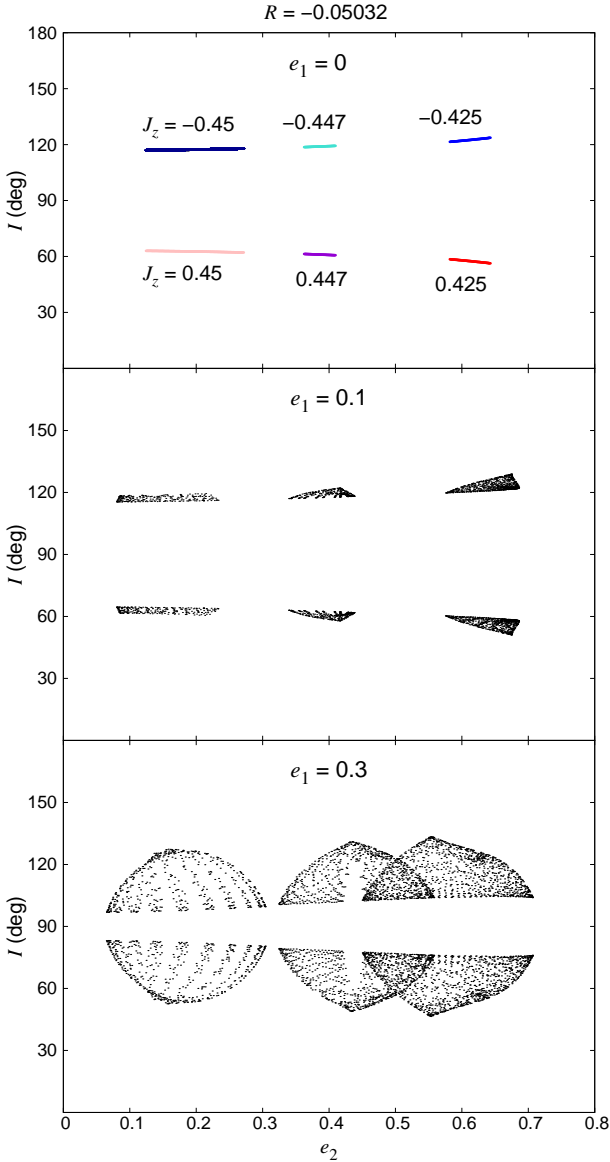 R = −0.05032
180
e₁ = 0
150
J_z = −0.45 −0.447 −0.425
120
I (deg)
90
60
J_z = 0.45 0.447 0.425
30
e₁ = 0.1
150
120
I (deg)
90
60
30
e₁ = 0.3
150
120
I (deg)
90
60
30
0 0.1 0.2 0.3 0.4 0.5 0.6 0.7 0.8
e₂